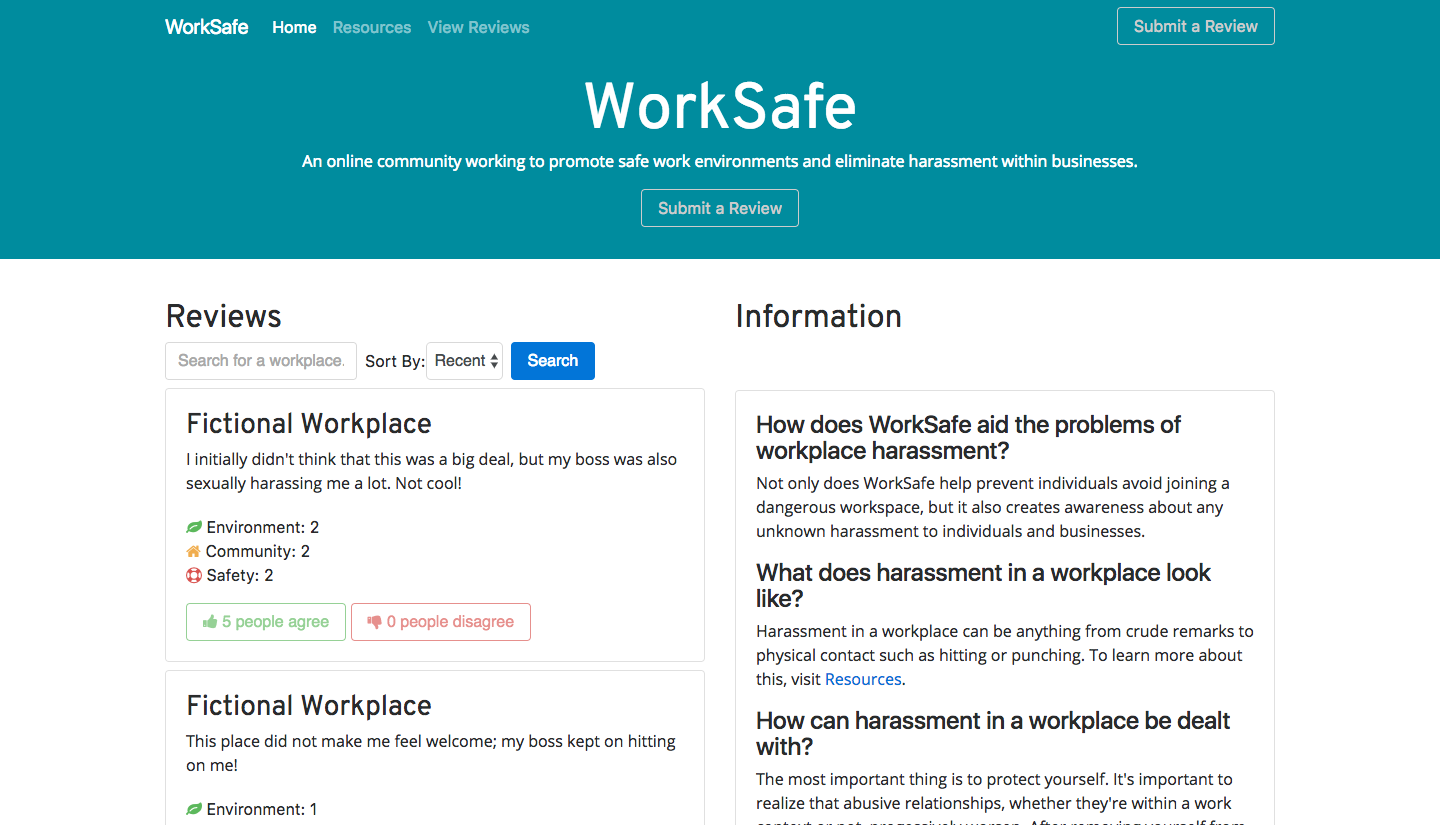 WorkSafe Home Resources View Reviews Submit a Review
WorkSafe
An online community working to promote safe work environments and eliminate harassment within businesses.
Submit a Review
Reviews
Search for a workplace.
Sort By: Recent Search
Fictional Workplace
I initially didn't think that this was a big deal, but my boss was also
sexually harassing me a lot. Not cool!
Environment: 2
Community: 2
Safety: 2
5 people agree 0 people disagree
Fictional Workplace
This place did not make me feel welcome; my boss kept on hitting
on me!
Environment: 1
Information
How does WorkSafe aid the problems of
workplace harassment?
Not only does WorkSafe help prevent individuals avoid joining a
dangerous workspace, but it also creates awareness about any
unknown harassment to individuals and businesses.
What does harassment in a workplace look
like?
Harassment in a workplace can be anything from crude remarks to
physical contact such as hitting or punching. To learn more about
this, visit Resources.
How can harassment in a workplace be dealt
with?
The most important thing is to protect yourself. It's important to
realize that abusive relationships, whether they're within a work